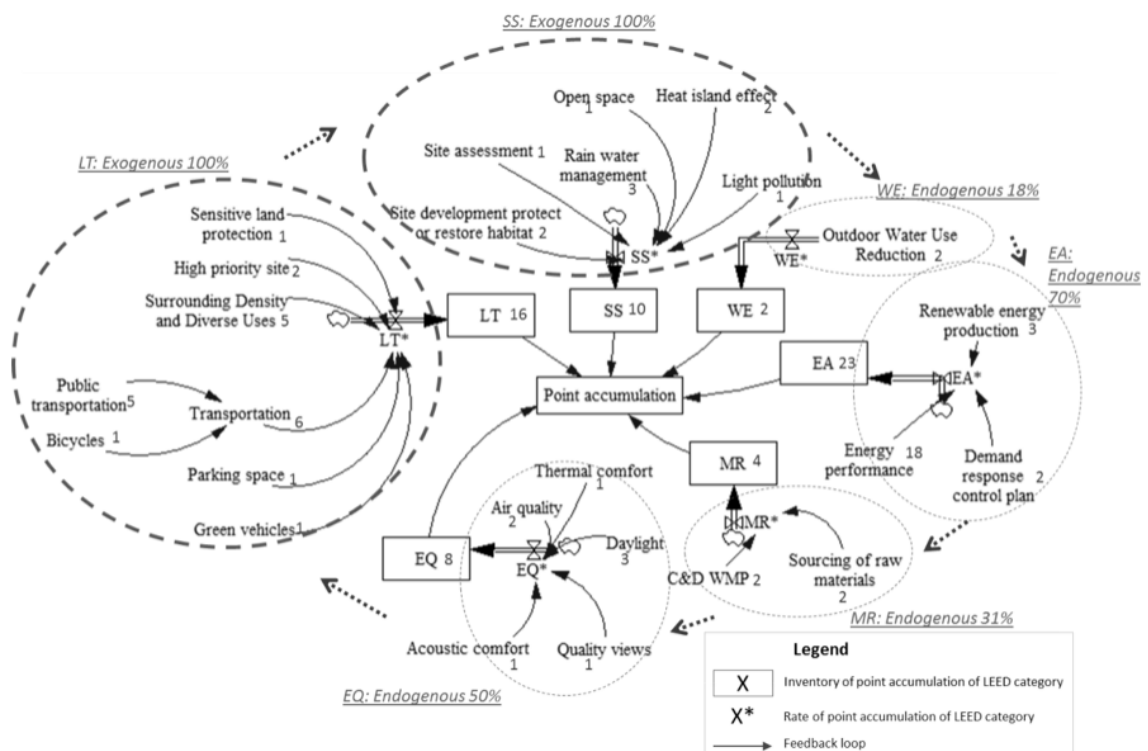 SS: Exogenous 100%
Open space
1
Heat island effect
2
Site assessment 1
Rain water
management
3
Light pollution
1
Site development protect
or restore habitat 2
SS*
LT: Exogenous 100%
Sensitive land
protection 1
High priority site 2
Surrounding Density
and Diverse Uses 5
LT*
Public
transportation 5
Transportation
6
Bicycles 1
Parking space
1
Green vehicles 1
WE: Endogenous 18%
Outdoor Water Use
Reduction 2
WE*
EA:
Endogenous
70%
Renewable energy
production 3
EA*
Energy
performance 18
Demand
response
control plan 2
LT 16
SS 10
WE 2
EA 23
Point accumulation
MR 4
EQ 8
MR*
C&D WMP 2
Sourcing of raw
materials
2
MR: Endogenous 31%
Thermal comfort
1
Air quality
2
Daylight
3
EQ*
Acoustic comfort
1
Quality views
1
EQ: Endogenous 50%
Legend
X
Inventory of point accumulation of LEED category
X*
Rate of point accumulation of LEED category
Feedback loop